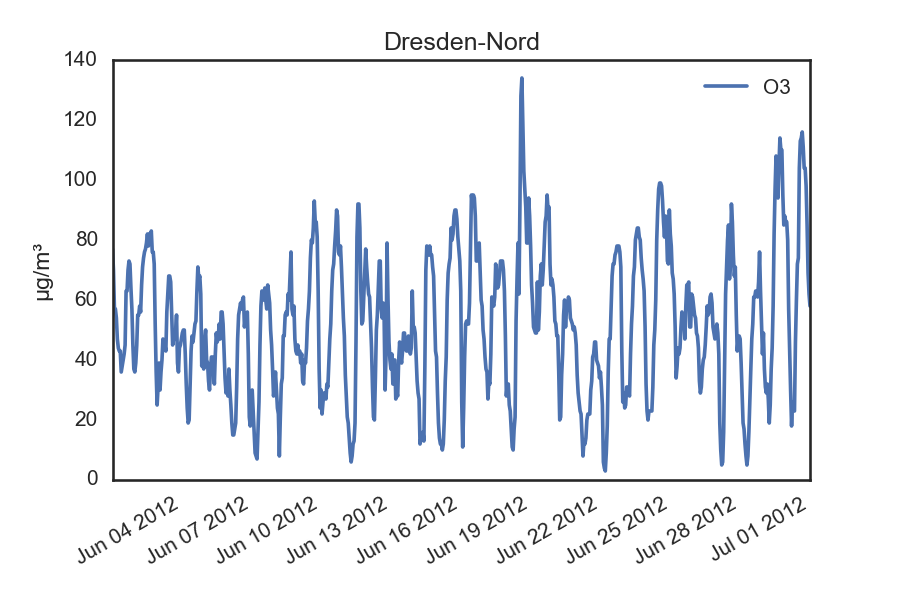 Dresden-Nord
O3
µg/m³
140
120
100
80
60
40
20
0
Jun 04 2012
Jun 07 2012
Jun 10 2012
Jun 13 2012
Jun 16 2012
Jun 19 2012
Jun 22 2012
Jun 25 2012
Jun 28 2012
Jul 01 2012